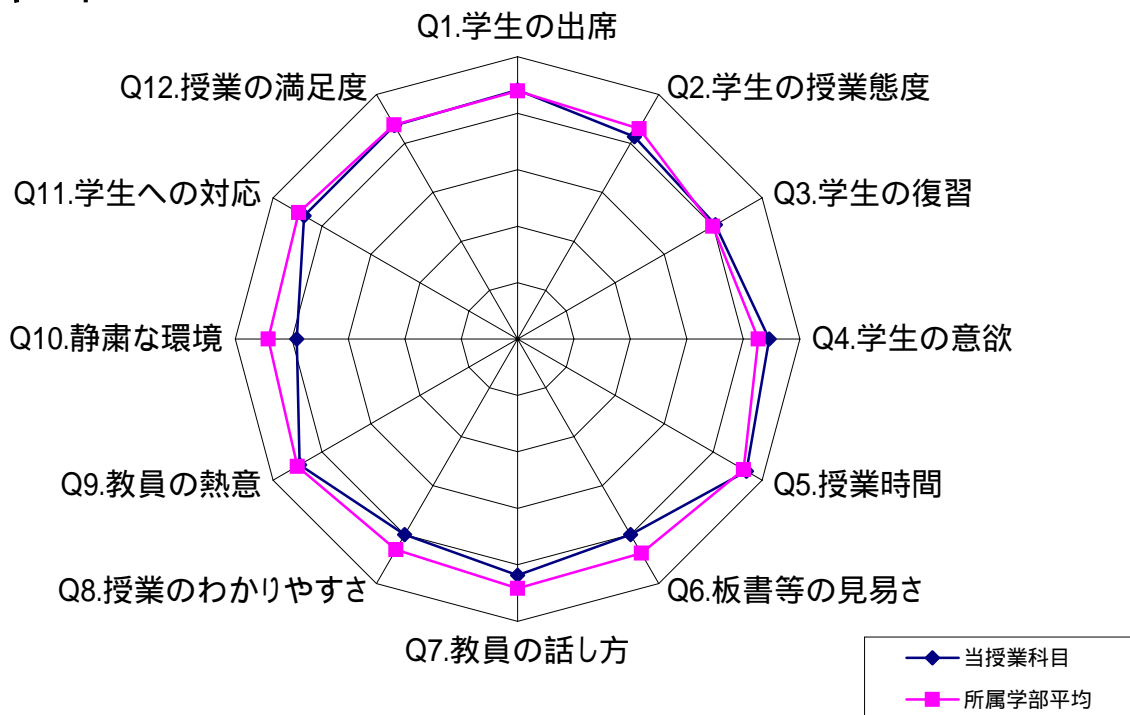 Q1.学生の出席
Q2.学生の授業態度
Q3.学生の復習
Q4.学生の意欲
Q5.授業時間
Q6.板書等の見易さ
Q7.教員の話し方
Q8.授業のわかりやすさ
Q9.教員の熱意
Q10.静粛な環境
Q11.学生への対応
Q12.授業の満足度
当授業科目
所属学部平均